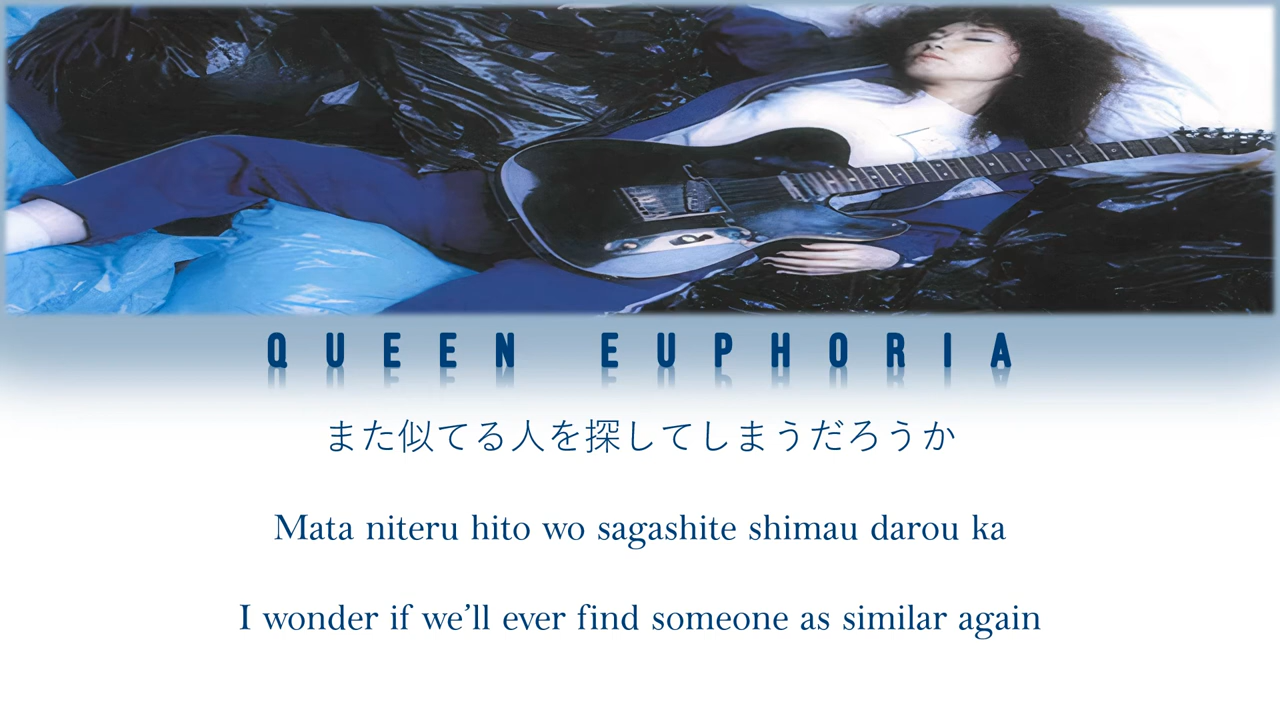 QUEEN EUPHORIA
また似てる人を探してしまうだろうか
Mata niteru hito wo sagashite shimau darou ka
I wonder if we’ll ever find someone as similar again